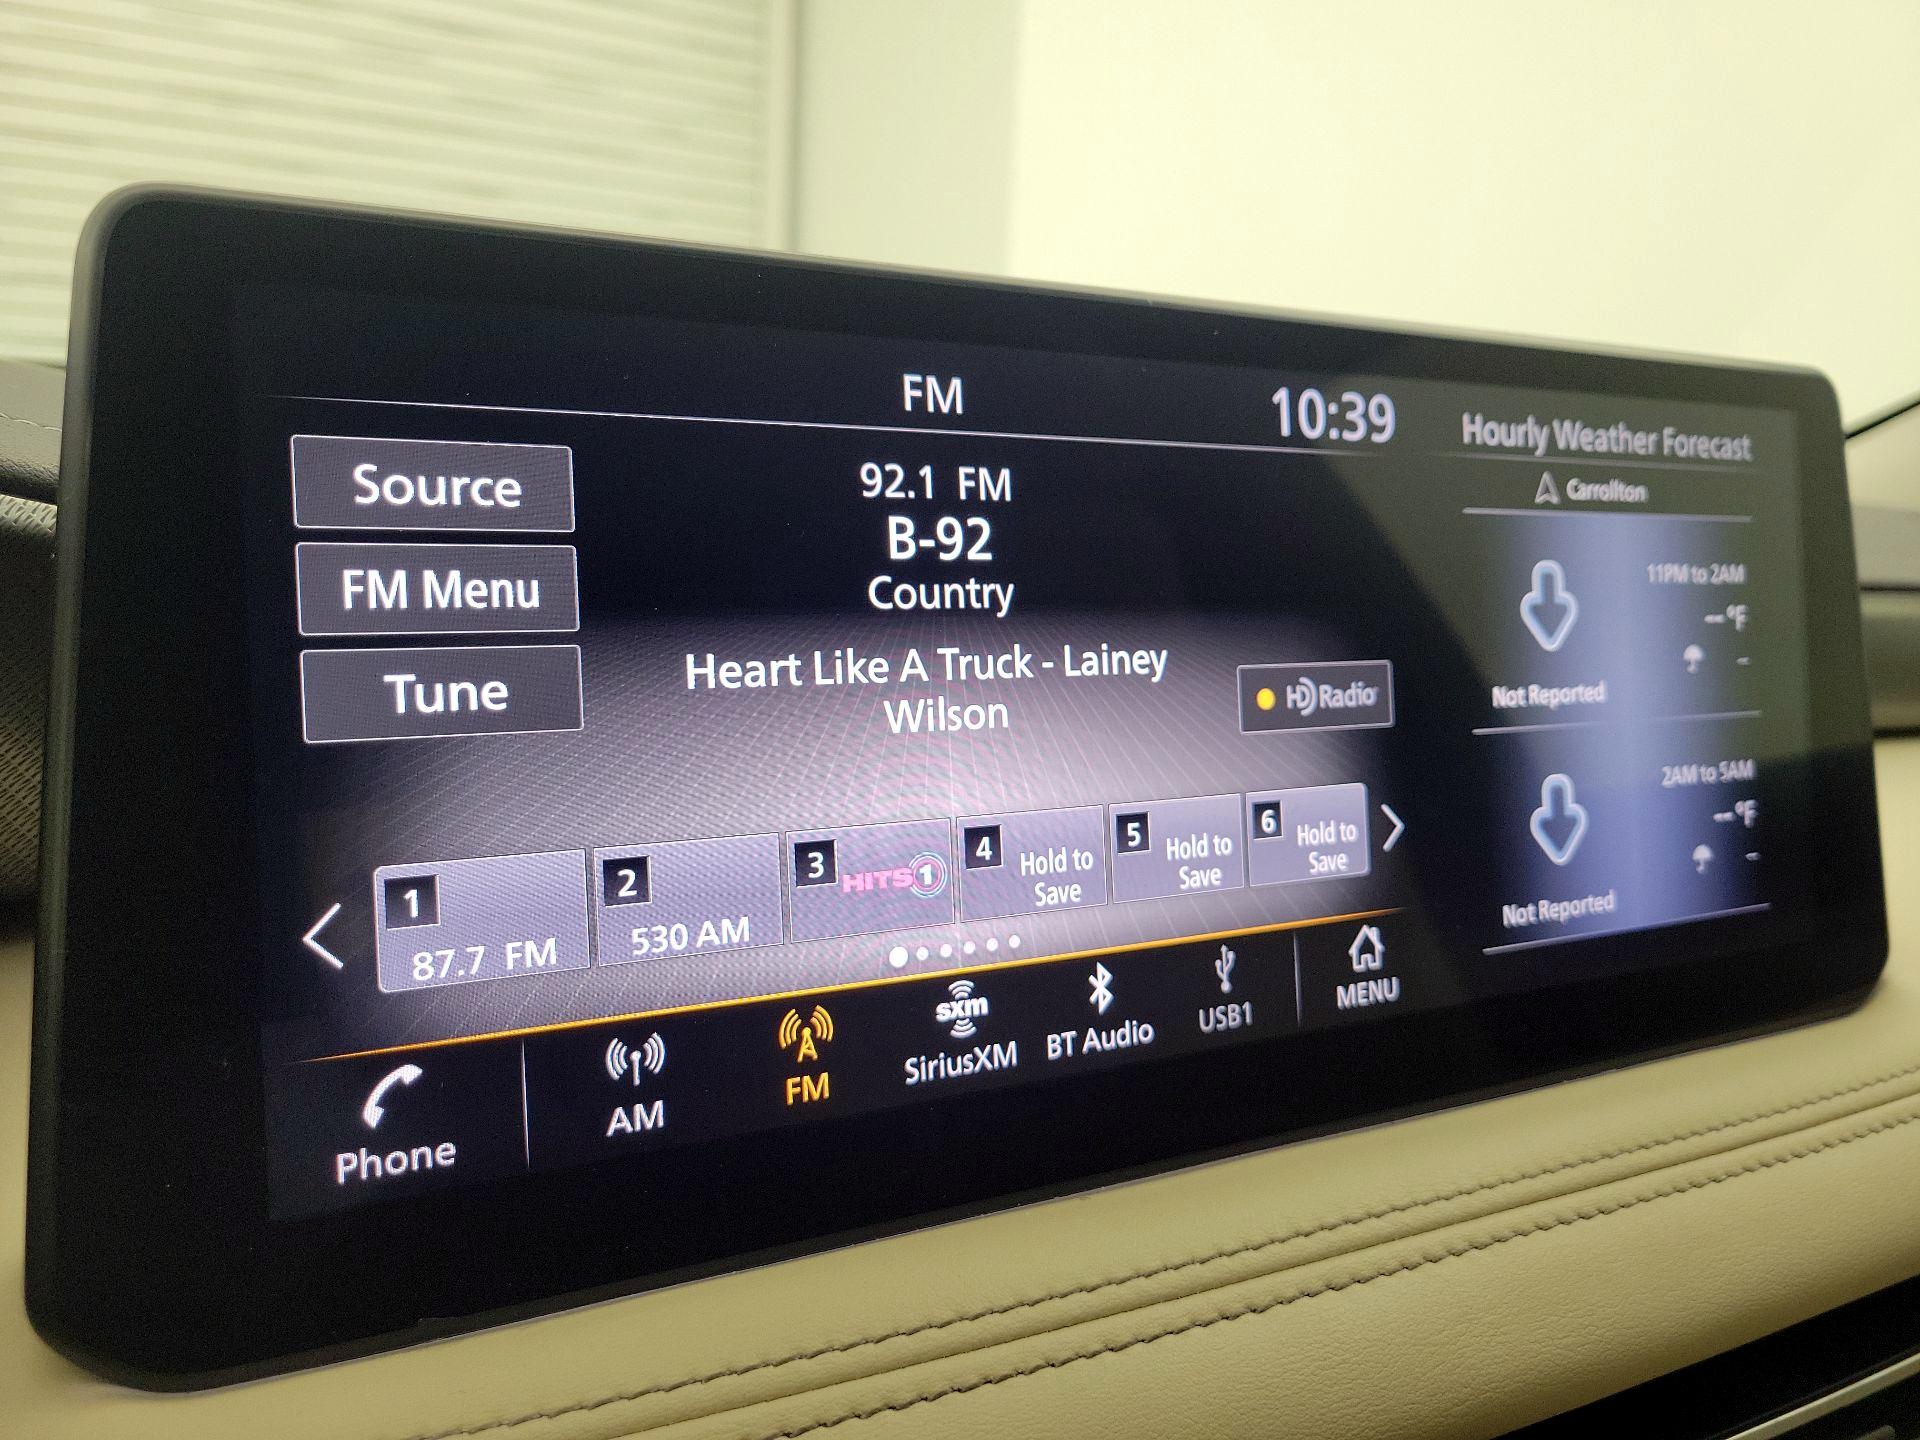 FM
10:39
Hourly Weather Forecast
Carrollton
Source
FM Menu
Tune
92.1 FM
B-92
Country
Heart Like A Truck - Lainey
Wilson
HD Radio
11PM to 2AM
--°F
-
Not Reported
2AM to 5AM
--°F
-
Not Reported
1
87.7 FM
2
530 AM
3
HITS 1
4
Hold to
Save
5
Hold to
Save
6
Hold to
Save
Phone
AM
FM
sxm
SiriusXM
BT Audio
USB1
MENU